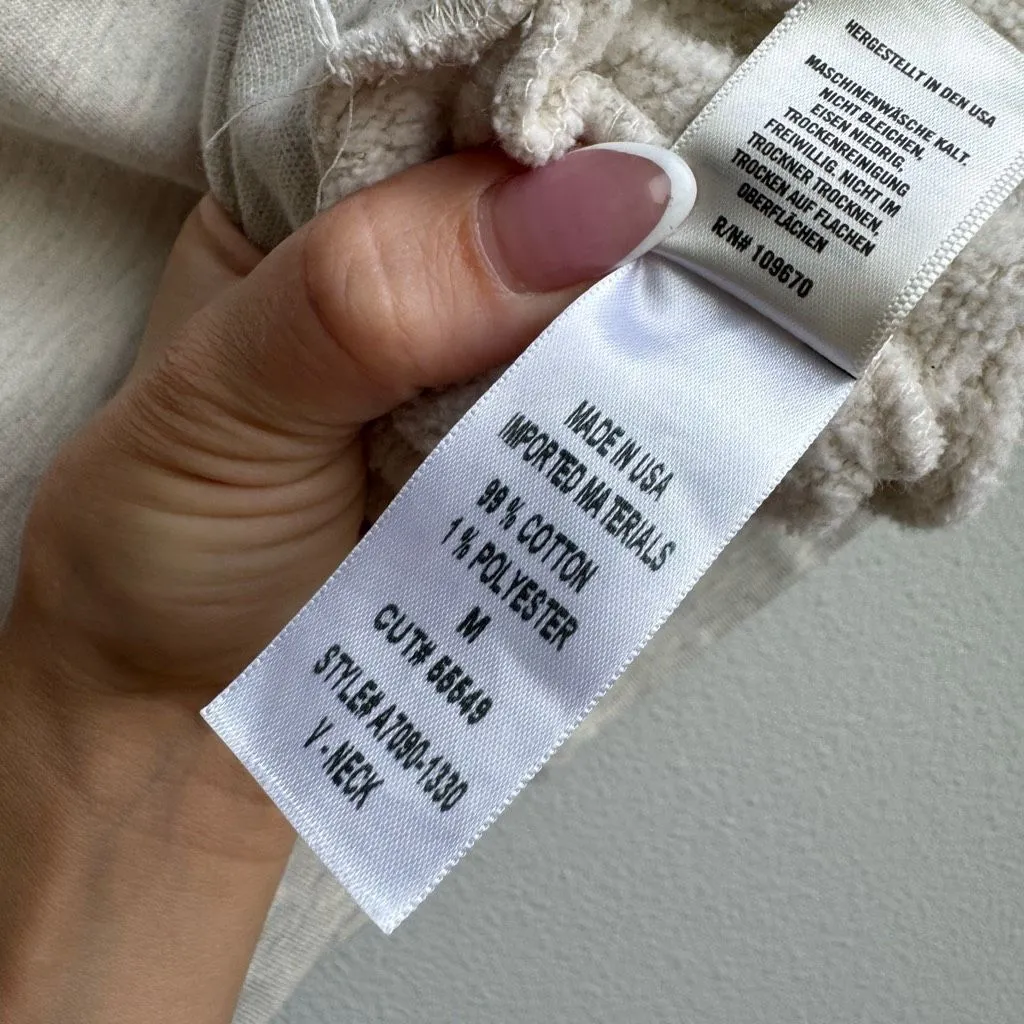 HERGESTELLT IN DEN USA
MASCHINENWÄSCHE KALT.
NICHT BLEICHEN.
EISEN NIEDRIG.
TROCKENREINIGUNG
FREIWILLIG. NICHT IM
TROCKNER TROCKNEN,
TROCKEN AUF FLACHEN
OBERFLÄCHEN
R/N# 109670
MADE IN USA
IMPORTED MATERIALS
99 % COTTON
1 % POLYESTER
M
CUT# 55549
STYLE# A7090-1330
V - NECK